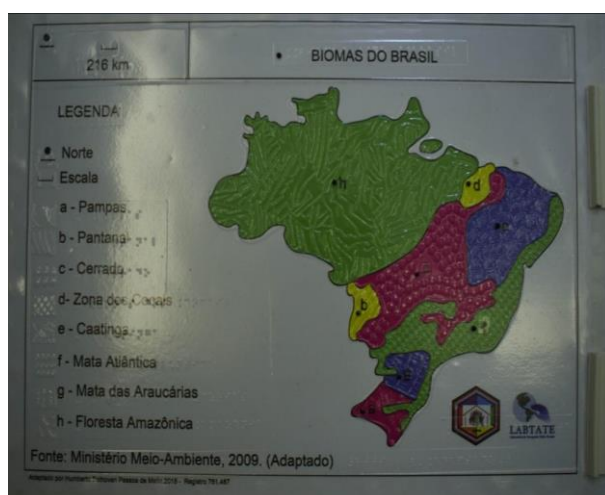 216 km
• BIOMAS DO BRASIL
LEGENDA
Norte
Escala
a - Pampas
b - Pantanal
c - Cerrado
d- Zona dos Cocais
e - Caatinga
f - Mata Atlântica
g - Mata das Araucárias
h - Floresta Amazônica
h
d
b
g
a
LABTATE
Fonte: Ministério Meio-Ambiente, 2009. (Adaptado)